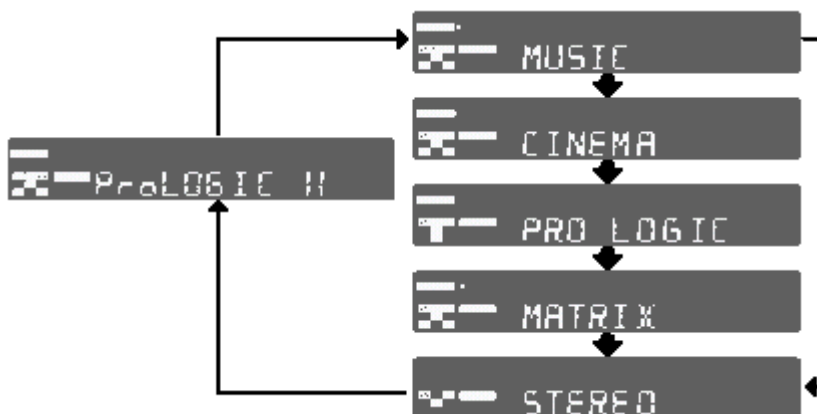 MUSIC
CINEMA
ProLOGIC II
PRO LOGIC
MATRIX
STEREO